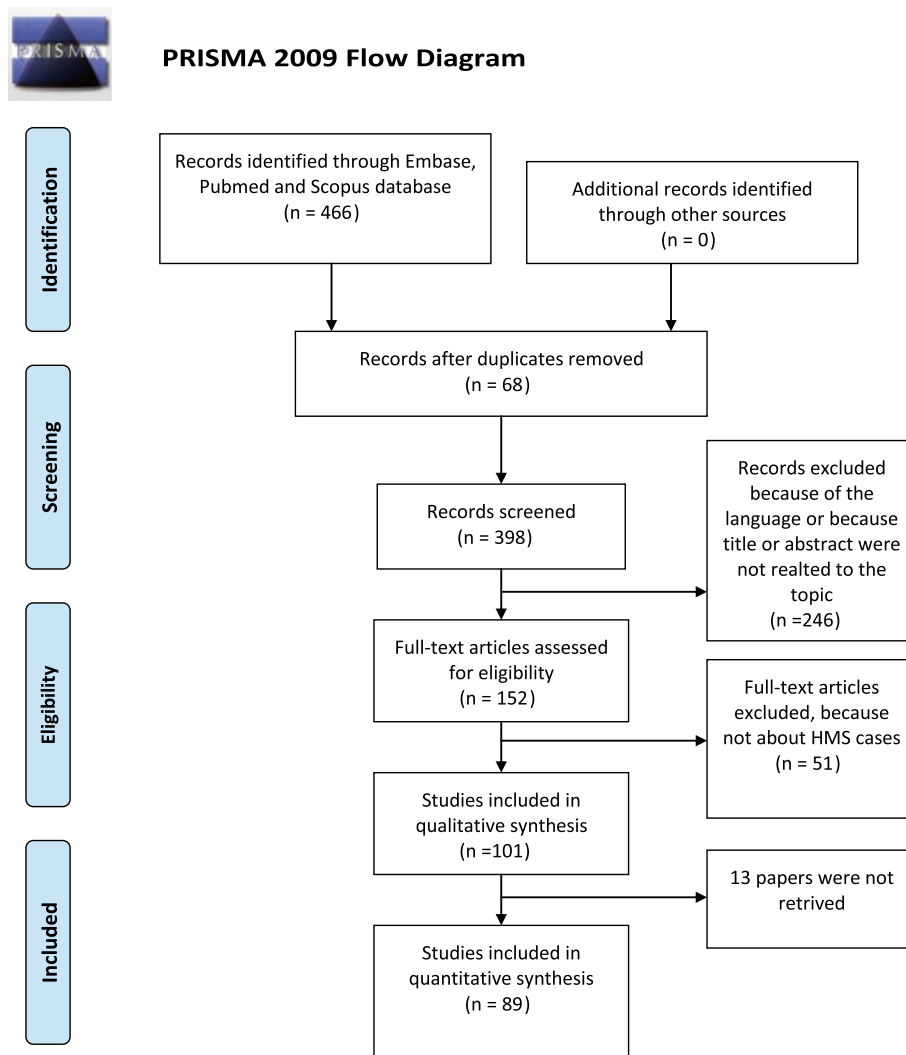 PRISMA
PRISMA 2009 Flow Diagram
Identification
Records identified through Embase,
Pubmed and Scopus database
(n = 466)
Additional records identified
through other sources
(n = 0)
Records after duplicates removed
(n = 68)
Screening
Records screened
(n = 398)
Records excluded
because of the
language or because
title or abstract were
not realted to the
topic
(n =246)
Eligibility
Full-text articles assessed
for eligibility
(n = 152)
Full-text articles
excluded, because
not about HMS cases
(n = 51)
Studies included in
qualitative synthesis
(n =101)
Included
13 papers were not
retrived
Studies included in
quantitative synthesis
(n = 89)